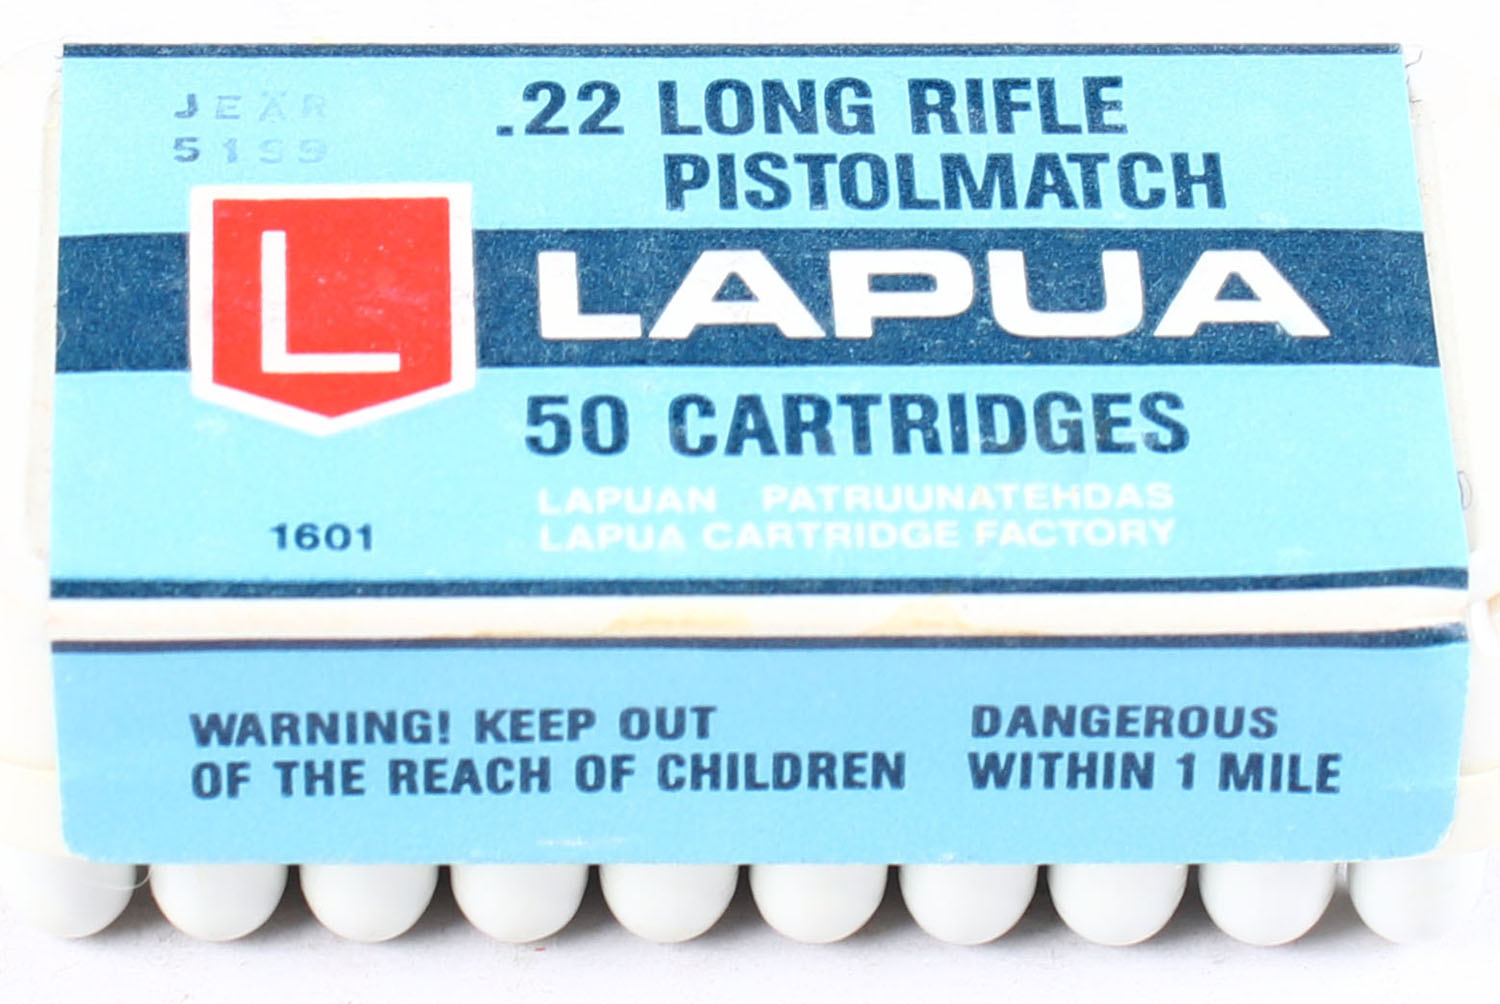 JEÄR
5199
.22 LONG RIFLE
PISTOLMATCH
L
LAPUA
50 CARTRIDGES
LAPUAN PATRUUNATEHDAS
LAPUA CARTRIDGE FACTORY
1601
WARNING! KEEP OUT
OF THE REACH OF CHILDREN
DANGEROUS
WITHIN 1 MILE